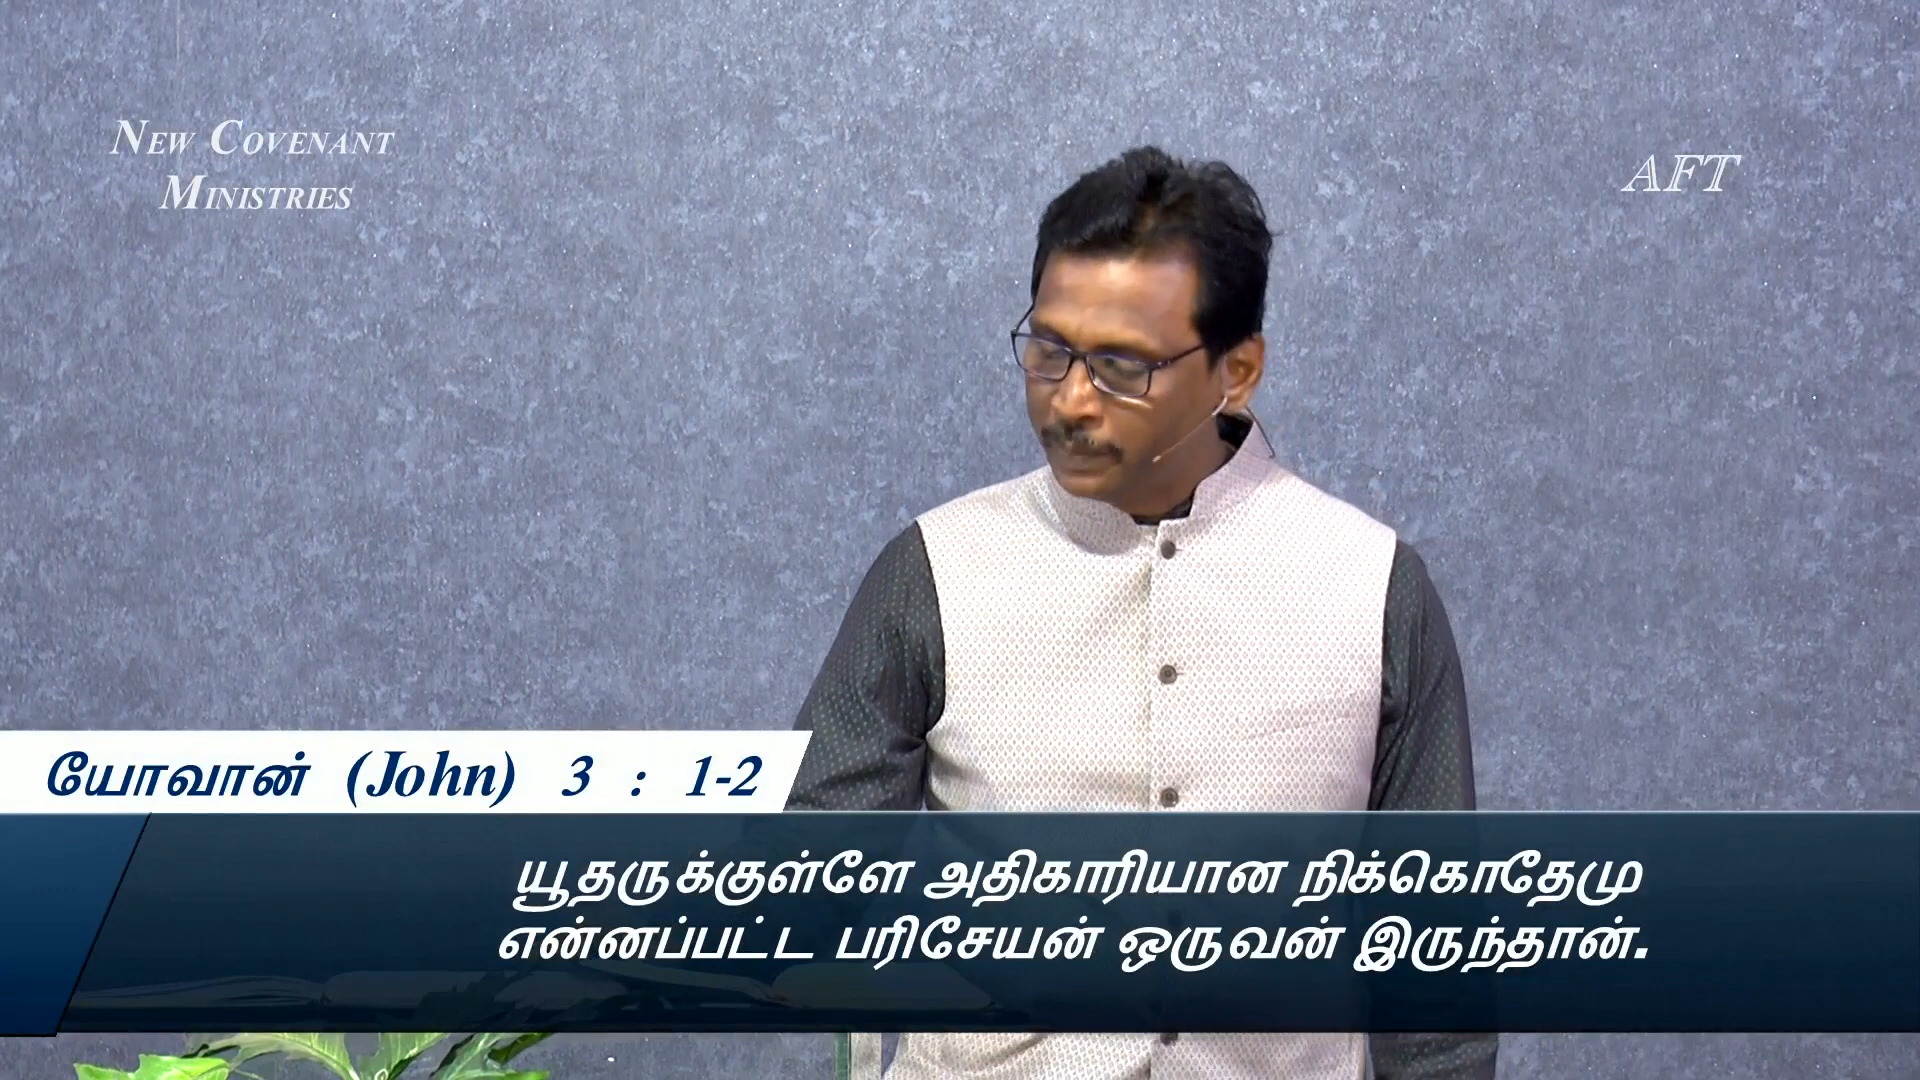 NEW COVENANT
MINISTRIES
AFT
யோவான் (John) 3 : 1-2
யூதருக்குள்ளே அதிகாரியான நிக்கொதேமு
என்னப்பட்ட பரிசேயன் ஒருவன் இருந்தான்.